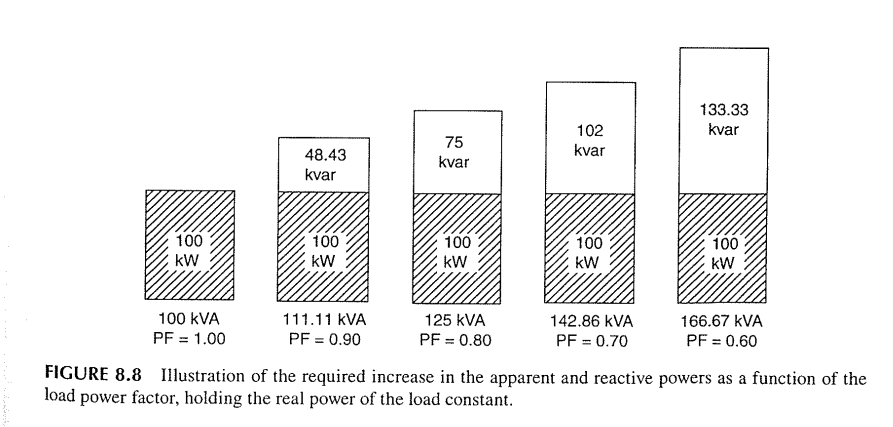 133.33
kvar
102
kvar
75
kvar
48.43
kvar
100
kW
100
kW
100
kW
100
kW
100
kW
100 kVA
PF = 1.00
111.11 kVA
PF = 0.90
125 kVA
PF = 0.80
142.86 kVA
PF = 0.70
166.67 kVA
PF = 0.60
FIGURE 8.8 Illustration of the required increase in the apparent and reactive powers as a function of the
load power factor, holding the real power of the load constant.